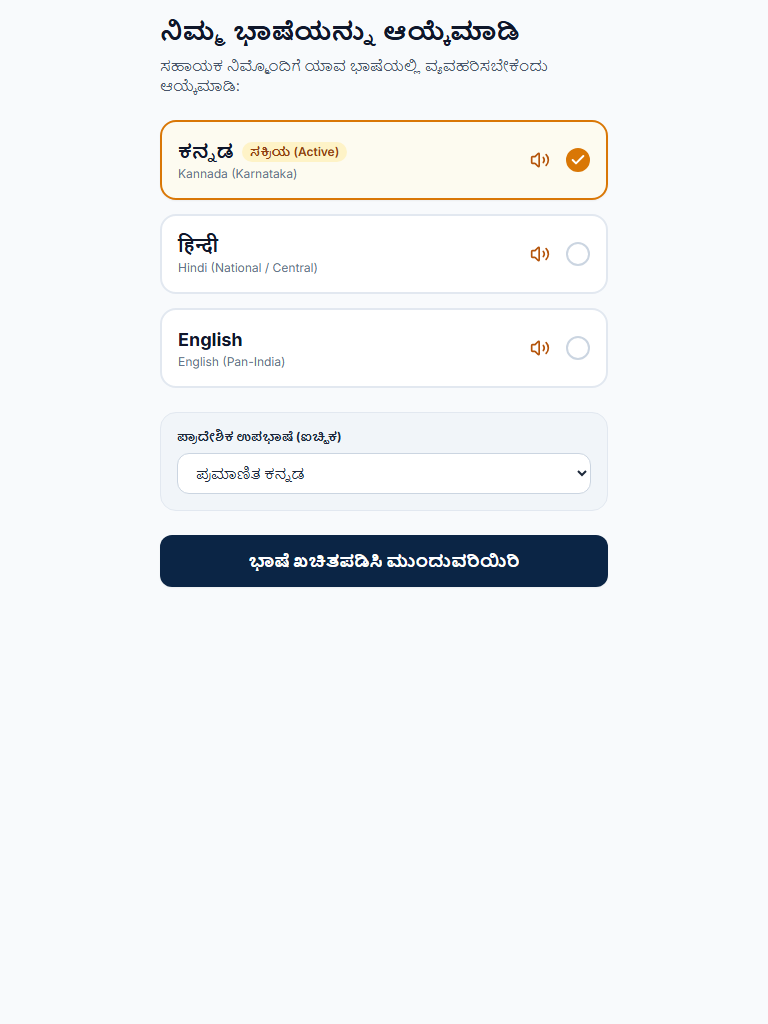 ನಿಮ್ಮ ಭಾಷೆಯನ್ನು ಆಯ್ಕೆಮಾಡಿ
ಸಹಾಯಕ ನಿಮ್ಮೊಂದಿಗೆ ಯಾವ ಭಾಷೆಯಲ್ಲಿ ವ್ಯವಹರಿಸಬೇಕೆಂದು
ಆಯ್ಕೆಮಾಡಿ:
ಕನ್ನಡ ಸಕ್ರಿಯ (Active)
Kannada (Karnataka)
हिन्दी
Hindi (National / Central)
English
English (Pan-India)
ಪ್ರಾದೇಶಿಕ ಉಪಭಾಷೆ (ಐಚ್ಛಿಕ)
ಪ್ರಮಾಣಿತ ಕನ್ನಡ
ಭಾಷೆ ಖಚಿತಪಡಿಸಿ ಮುಂದುವರಿಯಿರಿ